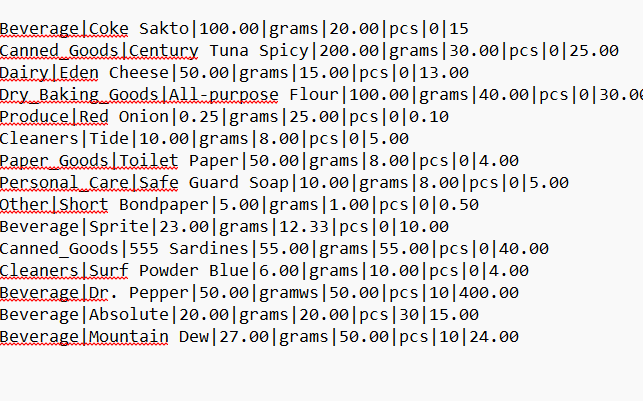 Beverage|Coke Sakto|100.00|grams|20.00|pcs|0|15
Canned_Goods|Century Tuna Spicy|200.00|grams|30.00|pcs|0|25.00
Dairy|Eden Cheese|50.00|grams|15.00|pcs|0|13.00
Dry_Baking_Goods|All-purpose Flour|100.00|grams|40.00|pcs|0|30.00
Produce|Red Onion|0.25|grams|25.00|pcs|0|0.10
Cleaners|Tide|10.00|grams|8.00|pcs|0|5.00
Paper_Goods|Toilet Paper|50.00|grams|8.00|pcs|0|4.00
Personal_Care|Safe Guard Soap|10.00|grams|8.00|pcs|0|5.00
Other|Short Bondpaper|5.00|grams|1.00|pcs|0|0.50
Beverage|Sprite|23.00|grams|12.33|pcs|0|10.00
Canned_Goods|555 Sardines|55.00|grams|55.00|pcs|0|40.00
Cleaners|Surf Powder Blue|6.00|grams|10.00|pcs|0|4.00
Beverage|Dr. Pepper|50.00|gramws|50.00|pcs|10|400.00
Beverage|Absolute|20.00|grams|20.00|pcs|30|15.00
Beverage|Mountain Dew|27.00|grams|50.00|pcs|10|24.00